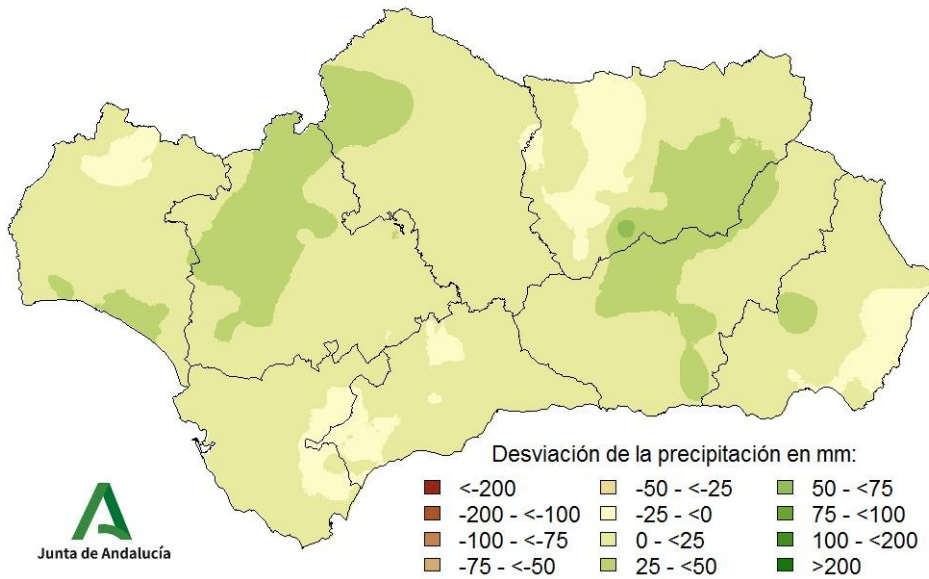 Desviación de la precipitación en mm:
<-200
-200 - <-100
-100 - <-75
-75 - <-50
-50 - <-25
-25 - <0
0 - <25
25 - <50
50 - <75
75 - <100
100 - <200
>200
Junta de Andalucía